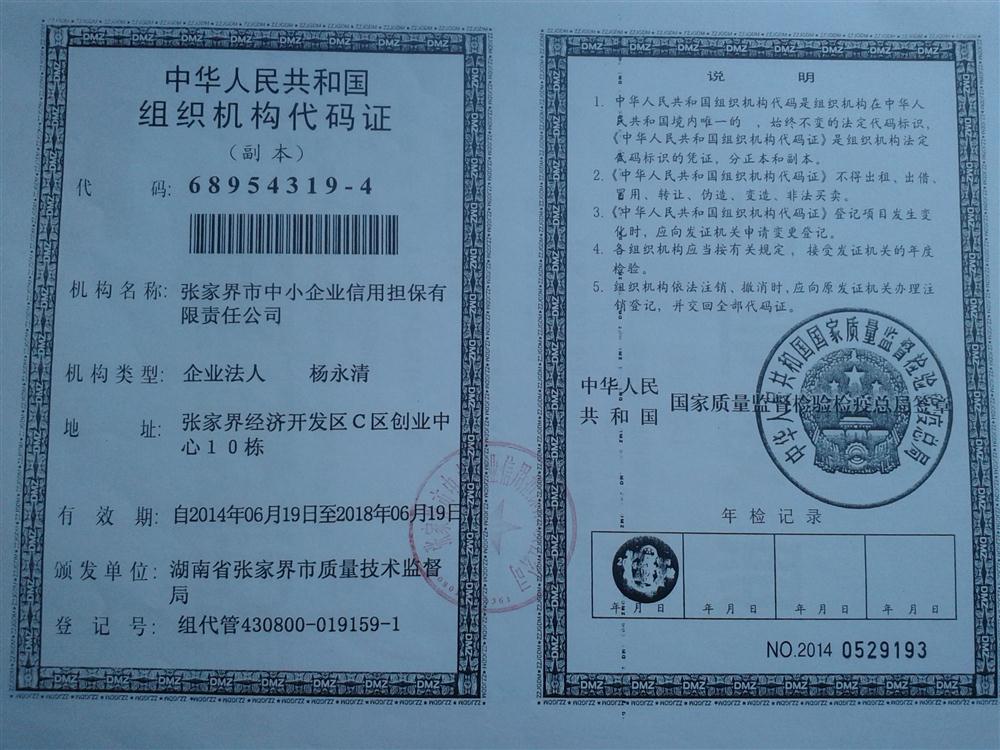 中华人民共和国
组织机构代码证
（副本）
代 码: 68954319-4
机构名称: 张家界市中小企业信用担保有
限责任公司
机构类型: 企业法人 杨永清
地 址: 张家界经济开发区C区创业中
心10栋
有 效 期: 自2014年06月19日至2018年06月19日
颁发单位: 湖南省张家界市质量技术监督
局
登 记 号: 组代管430800-019159-1
说 明
1. 中华人民共和国组织机构代码是组织机构在中华人
民共和国境内唯一的 ，始终不变的法定代码标识，
《中华人民共和国组织机构代码证》是组织机构法定
代码标识的凭证，分正本和副本。
2.《中华人民共和国组织机构代码证》不得出租、出借、
冒用、转让、伪造、变造、非法买卖。
3.《中华人民共和国组织机构代码证》登记项目发生变
化时，应向发证机关申请变更登记。
4. 各组织机构应当按有关规定，接受发证机关的年度
检验。
5. 组织机构依法注销、撤消时,应向原发证机关办理注
销登记，并交回全部代码证。
中华人民
共和国 国家质量监督检验检疫总局签章
中华人民共和国国家质量监督检验检疫总局
年检记录
年 月 日 年 月 日 年 月 日 年 月 日
NO.2014 0529193